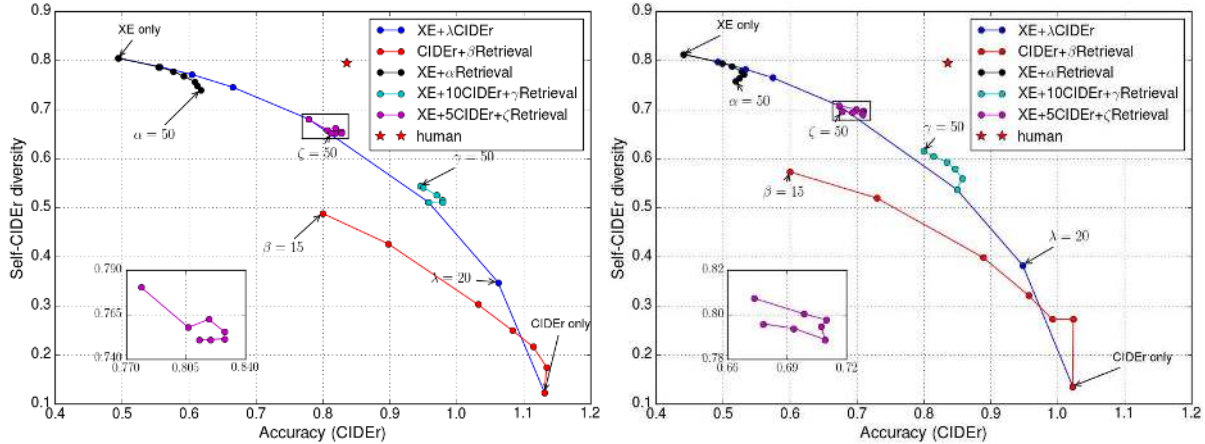 XE only
XE+λCIDEr
CIDEr+βRetrieval
XE+αRetrieval
XE+10CIDEr+γRetrieval
XE+5CIDEr+ζRetrieval
human
α = 50
ζ = 50
γ = 50
β = 15
λ = 20
CIDEr only
0.790
0.765
0.740
0.770
0.805
0.840
0.9
0.8
0.7
0.6
0.5
0.4
0.3
0.2
0.1
Self-CIDEr diversity
0.4
0.5
0.6
0.7
0.8
0.9
1.0
1.1
1.2
Accuracy (CIDEr)
XE only
XE+λCIDEr
CIDEr+βRetrieval
XE+αRetrieval
XE+10CIDEr+γRetrieval
XE+5CIDEr+ζRetrieval
human
α = 50
ζ = 50
γ = 50
β = 15
λ = 20
CIDEr only
0.82
0.80
0.78
0.66
0.69
0.72
0.9
0.8
0.7
0.6
0.5
0.4
0.3
0.2
0.1
Self-CIDEr diversity
0.4
0.5
0.6
0.7
0.8
0.9
1.0
1.1
1.2
Accuracy (CIDEr)